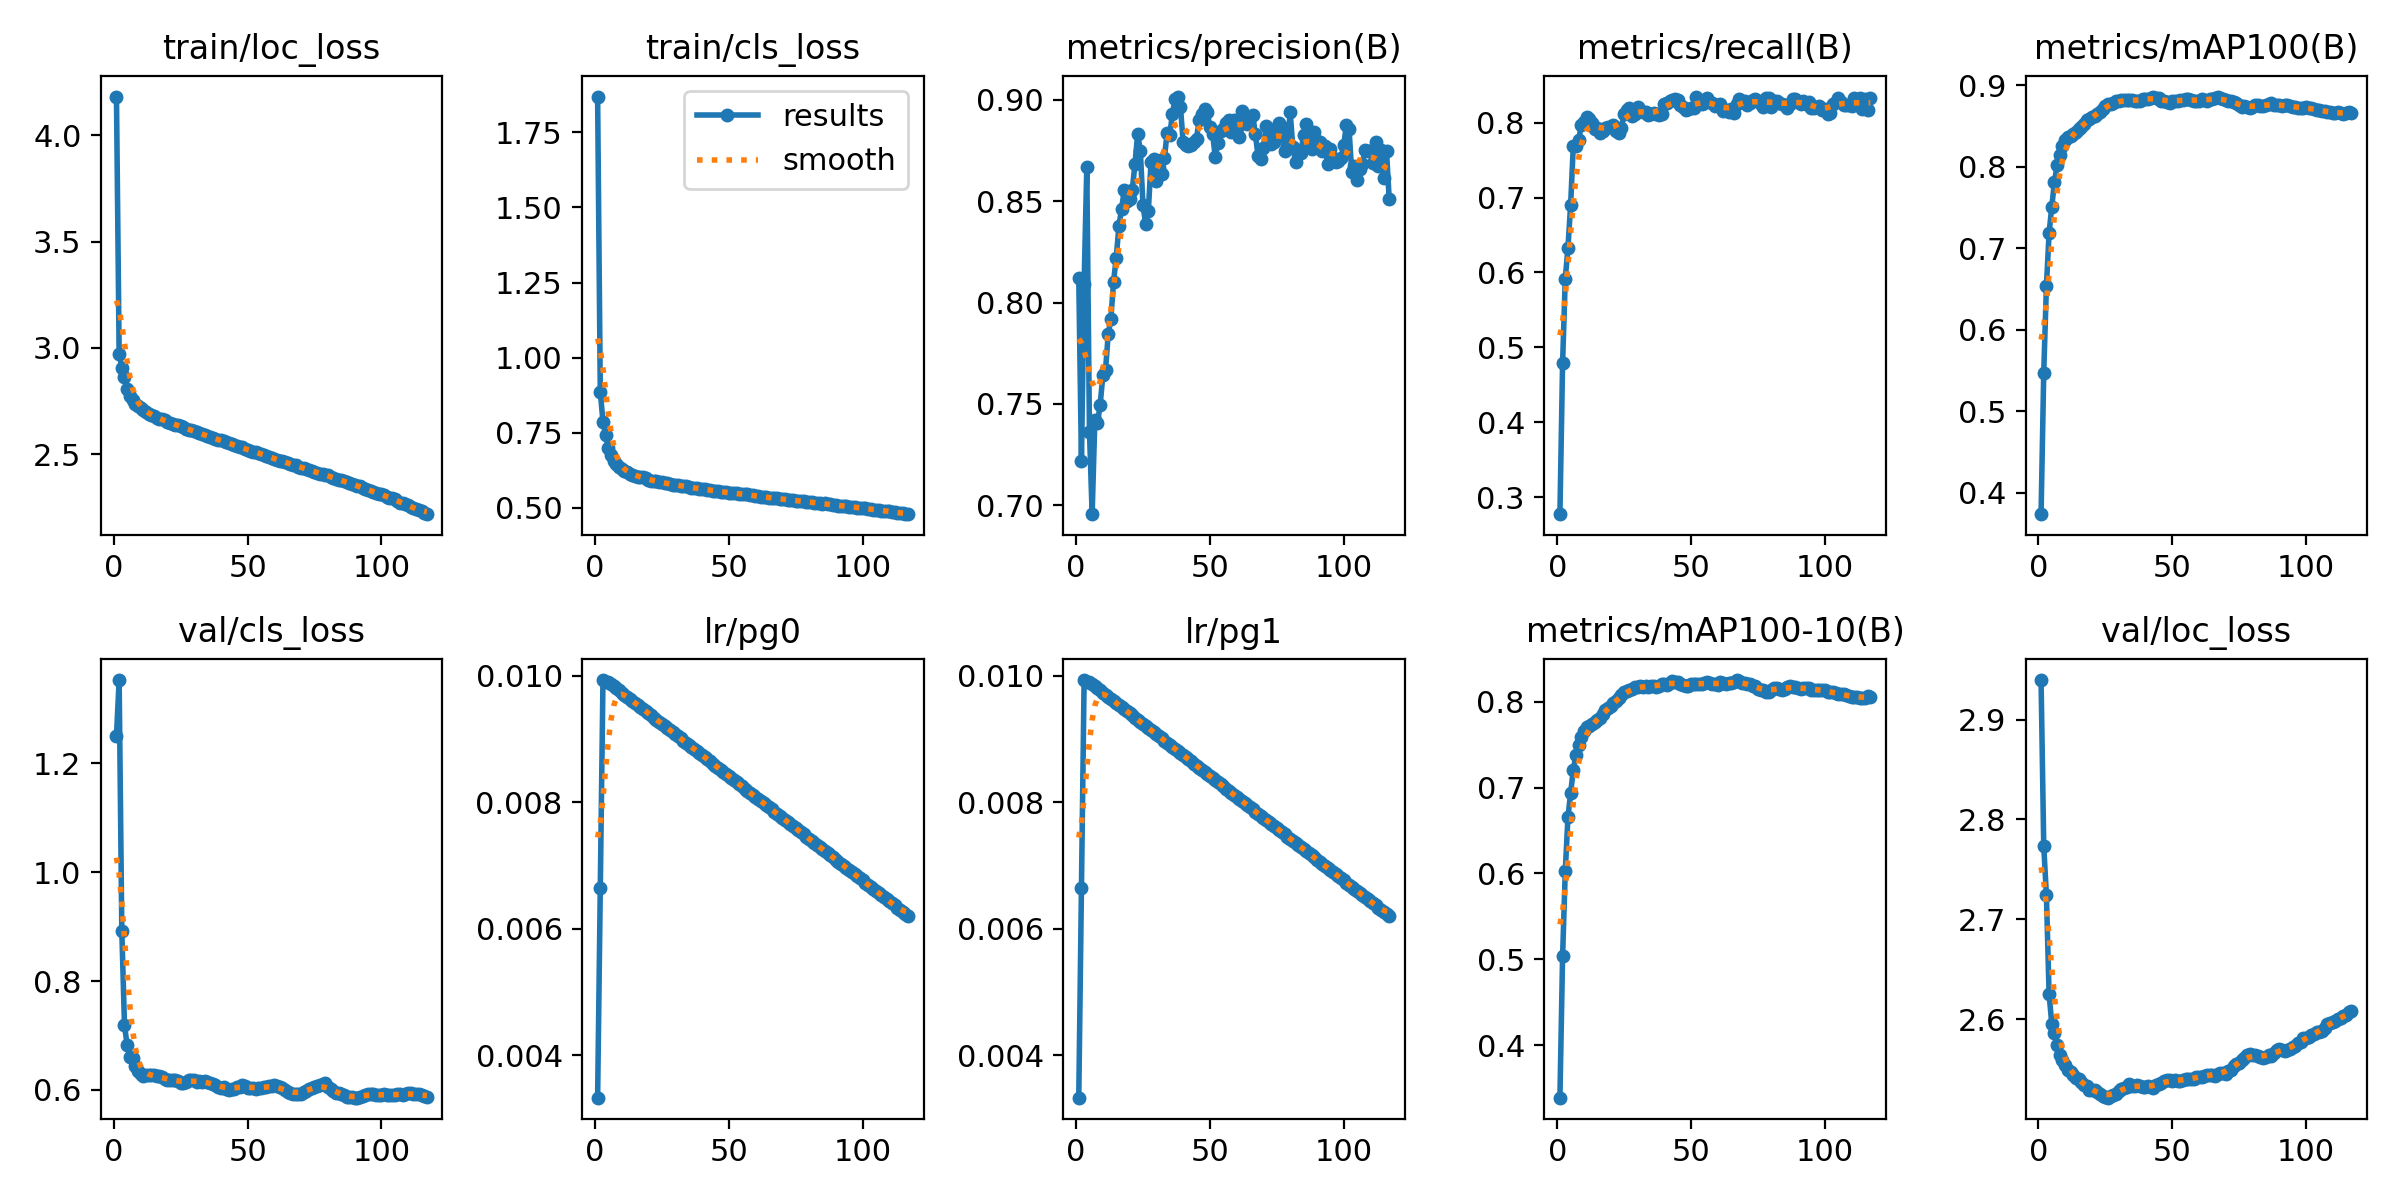 train/loc_loss
4.0
3.5
3.0
2.5
0 50 100
train/cls_loss
results
smooth
1.75
1.50
1.25
1.00
0.75
0.50
0 50 100
metrics/precision(B)
0.90
0.85
0.80
0.75
0.70
0 50 100
metrics/recall(B)
0.8
0.7
0.6
0.5
0.4
0.3
0 50 100
metrics/mAP100(B)
0.9
0.8
0.7
0.6
0.5
0.4
0 50 100
val/cls_loss
1.2
1.0
0.8
0.6
0 50 100
lr/pg0
0.010
0.008
0.006
0.004
0 50 100
lr/pg1
0.010
0.008
0.006
0.004
0 50 100
metrics/mAP100-10(B)
0.8
0.7
0.6
0.5
0.4
0 50 100
val/loc_loss
2.9
2.8
2.7
2.6
0 50 100